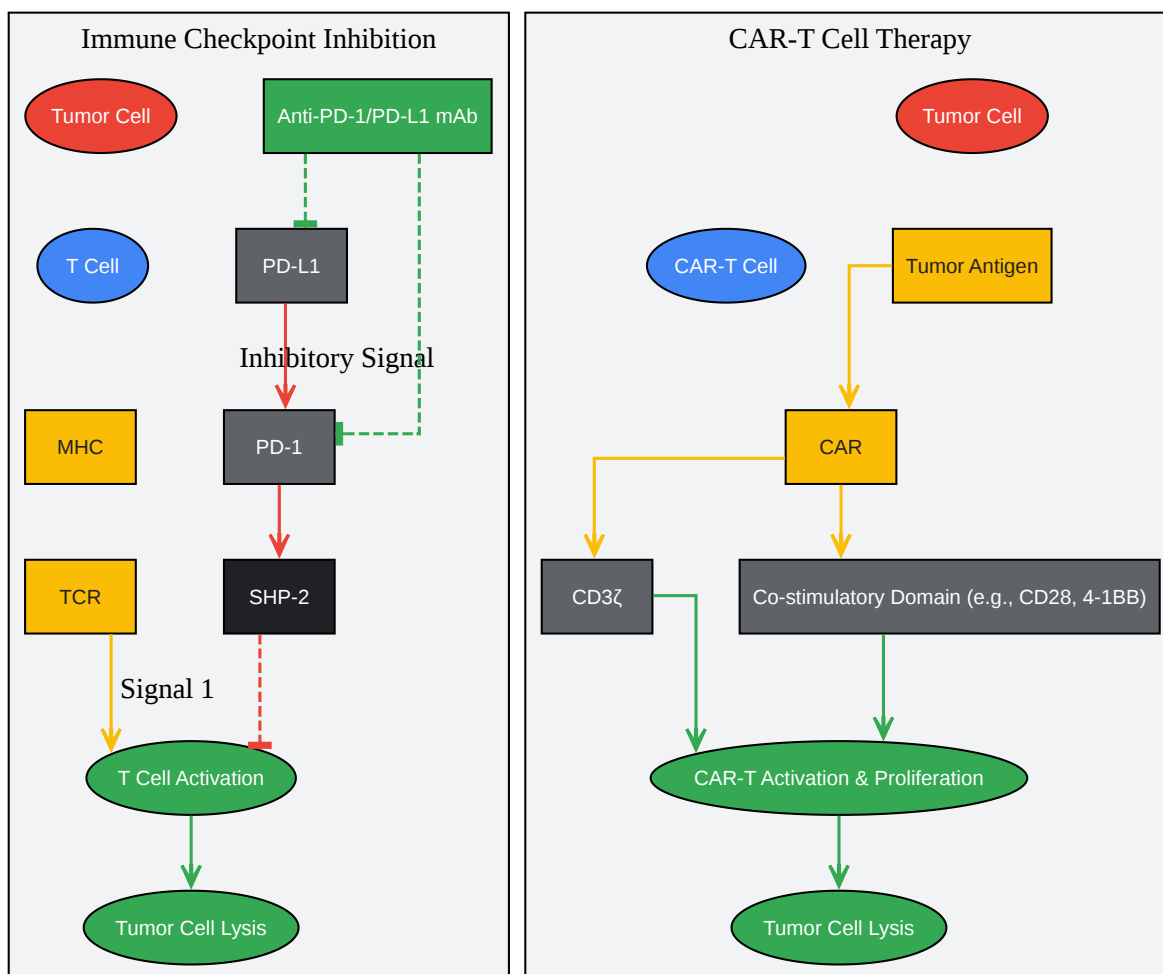 Immune Checkpoint Inhibition
Tumor Cell
Anti-PD-1/PD-L1 mAb
T Cell
PD-L1
Inhibitory Signal
MHC
PD-1
TCR
SHP-2
Signal 1
T Cell Activation
Tumor Cell Lysis
CAR-T Cell Therapy
Tumor Cell
CAR-T Cell
Tumor Antigen
CAR
CD3ζ
Co-stimulatory Domain (e.g., CD28, 4-1BB)
CAR-T Activation & Proliferation
Tumor Cell Lysis